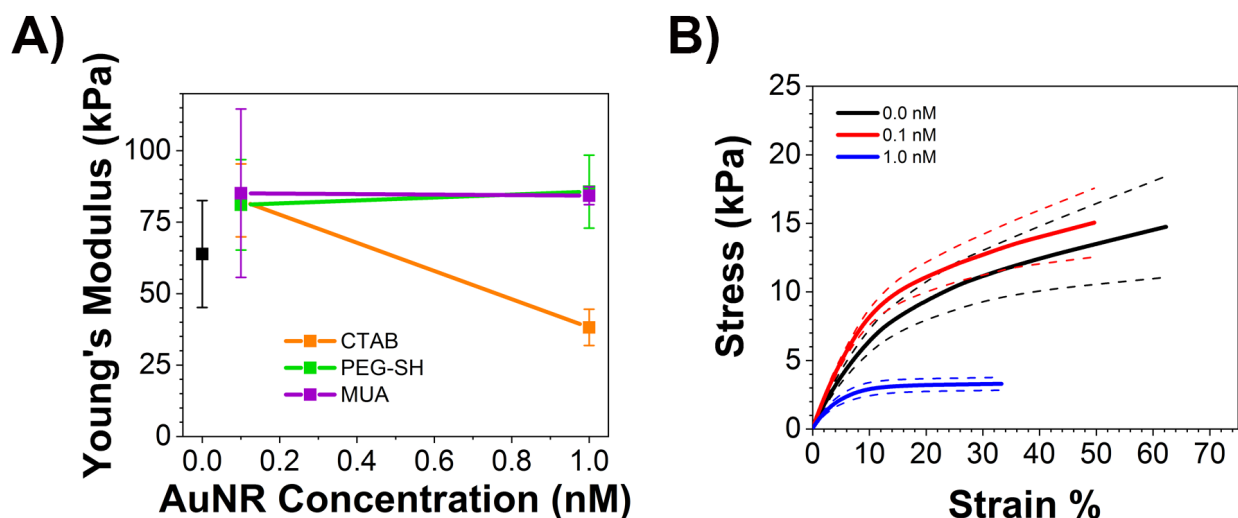 A)
Young's Modulus (kPa)
100
75
50
25
0
CTAB
PEG-SH
MUA
0.0 0.2 0.4 0.6 0.8 1.0
AuNR Concentration (nM)
B)
Stress (kPa)
25
20
15
10
5
0
0.0 nM
0.1 nM
1.0 nM
0 10 20 30 40 50 60 70
Strain %